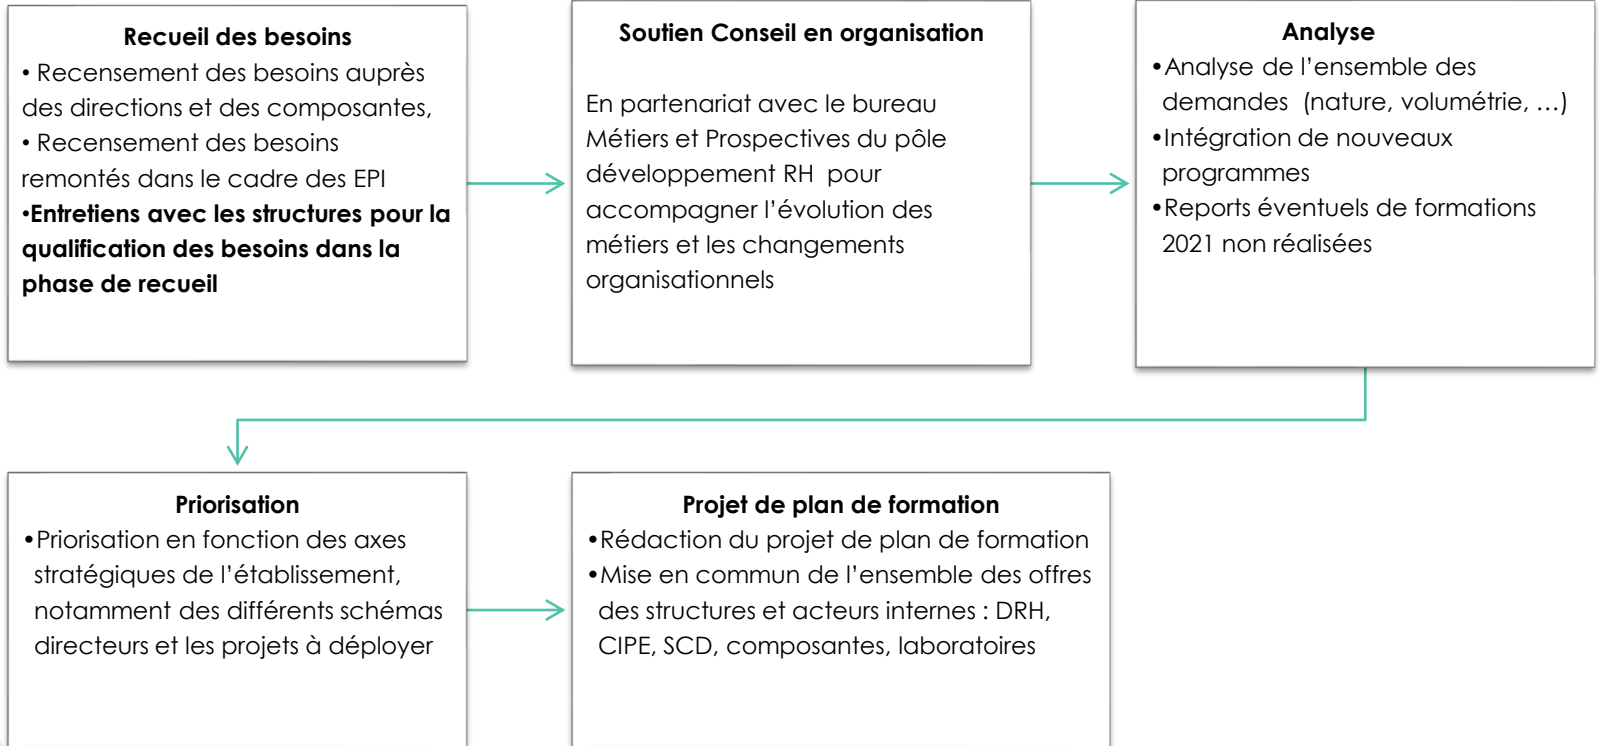 Recueil des besoins
• Recensement des besoins auprès
des directions et des composantes,
• Recensement des besoins
remontés dans le cadre des EPI
•Entretiens avec les structures pour la
qualification des besoins dans la
phase de recueil
Soutien Conseil en organisation
En partenariat avec le bureau
Métiers et Prospectives du pôle
développement RH pour
accompagner l’évolution des
métiers et les changements
organisationnels
Analyse
•Analyse de l’ensemble des
demandes (nature, volumétrie, …)
•Intégration de nouveaux
programmes
•Reports éventuels de formations
2021 non réalisées
Priorisation
•Priorisation en fonction des axes
stratégiques de l’établissement,
notamment des différents schémas
directeurs et les projets à déployer
Projet de plan de formation
•Rédaction du projet de plan de formation
•Mise en commun de l’ensemble des offres
des structures et acteurs internes : DRH,
CIPE, SCD, composantes, laboratoires